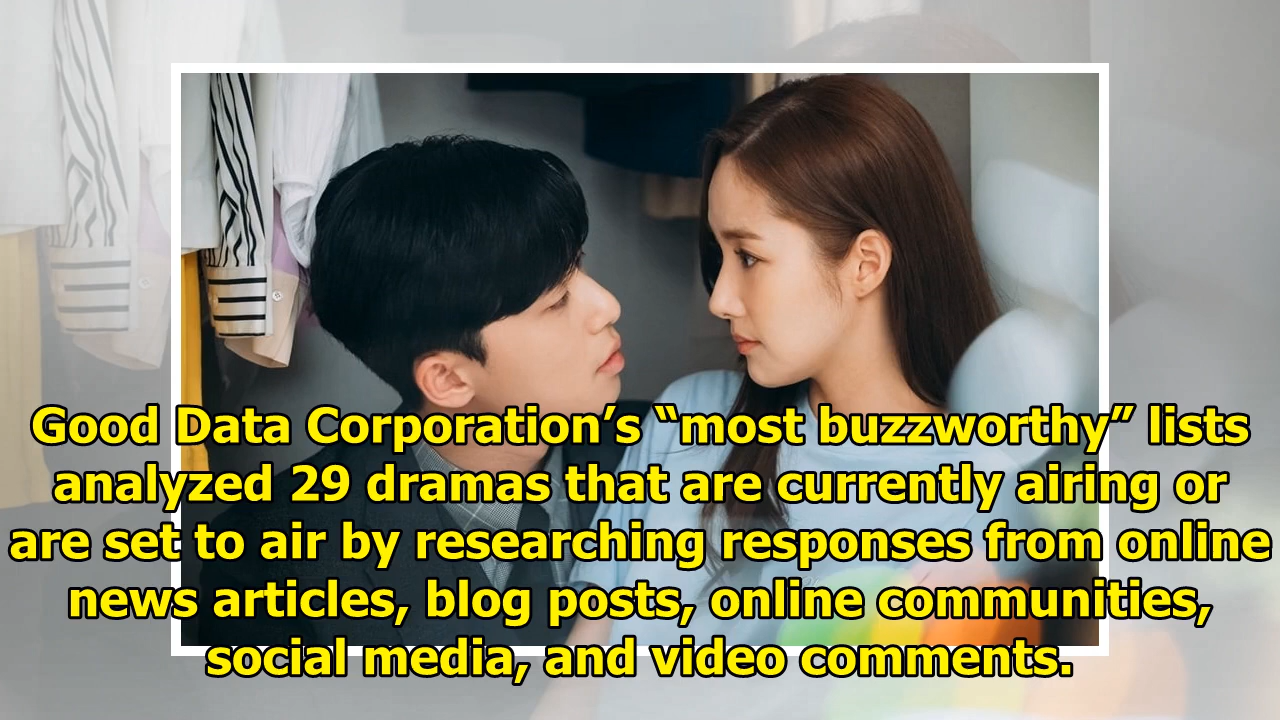 Good Data Corporation’s “most buzzworthy” lists
analyzed 29 dramas that are currently airing or
are set to air by researching responses from online
news articles, blog posts, online communities,
social media, and video comments.